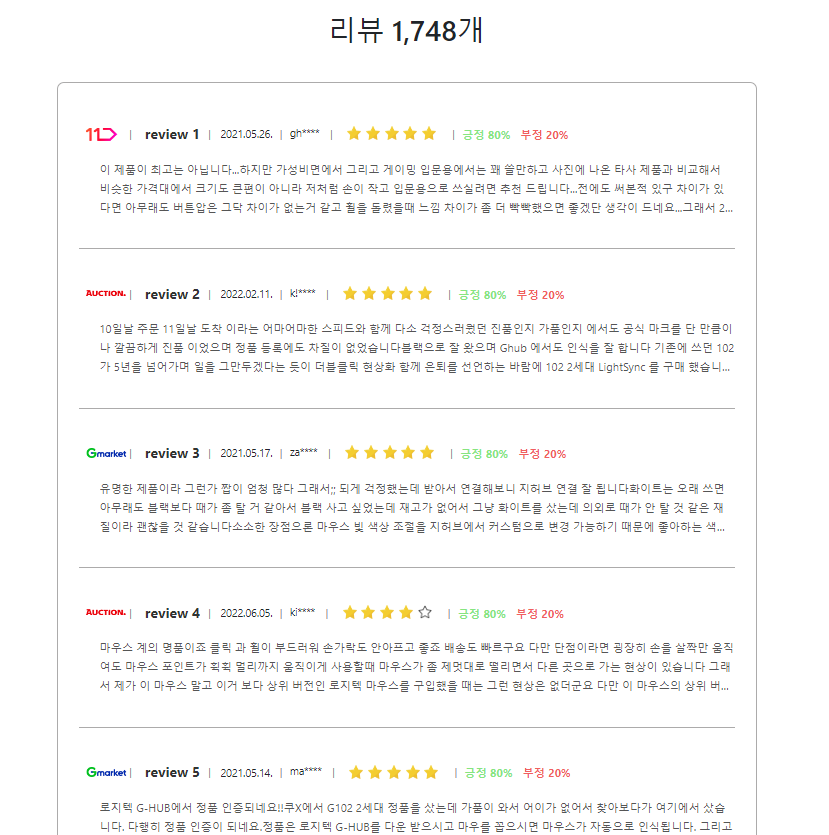 리뷰 1,748개
11 | review 1 | 2021.05.26. | gh**** | | 긍정 80% 부정 20%
이 제품이 최고는 아닙니다...하지만 가성비면에서 그리고 게이밍 입문용에서는 꽤 쓸만하고 사진에 나온 타사 제품과 비교해서
비슷한 가격대에서 크기도 큰편이 아니라 저처럼 손이 작고 입문용으로 쓰실려면 추천 드립니다...전에도 써본적 있구 차이가 있
다면 아무래도 버튼압은 그닥 차이가 없는거 같고 휠을 돌렸을때 느낌 차이가 좀 더 빡빡했으면 좋겠단 생각이 드네요...그래서 2...
AUCTION. | review 2 | 2022.02.11. | kl**** | | 긍정 80% 부정 20%
10일날 주문 11일날 도착 이라는 어마어마한 스피드와 함께 다소 걱정스러웠던 진품인지 가품인지 에서도 공식 마크를 단 만큼이
나 깔끔하게 진품 이었으며 정품 등록에도 차질이 없었습니다블랙으로 잘 왔으며 Ghub 에서도 인식을 잘 합니다 기존에 쓰던 102
가 5년을 넘어가며 일을 그만두겠다는 듯이 더블클릭 현상화 함께 은퇴를 선언하는 바람에 102 2세대 LightSync 를 구매 했습니...
Gmarket | review 3 | 2021.05.17. | za**** | | 긍정 80% 부정 20%
유명한 제품이라 그런가 짭이 엄청 많다 그래서;; 되게 걱정했는데 받아서 연결해보니 지허브 연결 잘 됩니다화이트는 오래 쓰면
아무래도 블랙보다 때가 좀 탈 거 같아서 블랙 사고 싶었는데 재고가 없어서 그냥 화이트를 샀는데 의외로 때가 안 탈 것 같은 재
질이라 괜찮을 것 같습니다소소한 장점으론 마우스 빛 색상 조절을 지허브에서 커스텀으로 변경 가능하기 때문에 좋아하는 색...
AUCTION. | review 4 | 2022.06.05. | ki**** | | 긍정 80% 부정 20%
마우스 계의 명품이죠 클릭 과 휠이 부드러워 손가락도 안아프고 좋죠 배송도 빠르구요 다만 단점이라면 굉장히 손을 살짝만 움직
여도 마우스 포인트가 획획 멀리까지 움직이게 사용할때 마우스가 좀 제멋대로 떨리면서 다른 곳으로 가는 현상이 있습니다 그래
서 제가 이 마우스 말고 이거 보다 상위 버전인 로지텍 마우스를 구입했을 때는 그런 현상은 없더군요 다만 이 마우스의 상위 버...
Gmarket | review 5 | 2021.05.14. | ma**** | | 긍정 80% 부정 20%
로지텍 G-HUB에서 정품 인증되네요!!쿠X에서 G102 2세대 정품을 샀는데 가품이 와서 어이가 없어서 찾아보다가 여기에서 샀습
니다. 다행히 정품 인증이 되네요.정품은 로지텍 G-HUB를 다운 받으시고 마우를 꼽으시면 마우스가 자동으로 인식됩니다. 그리고